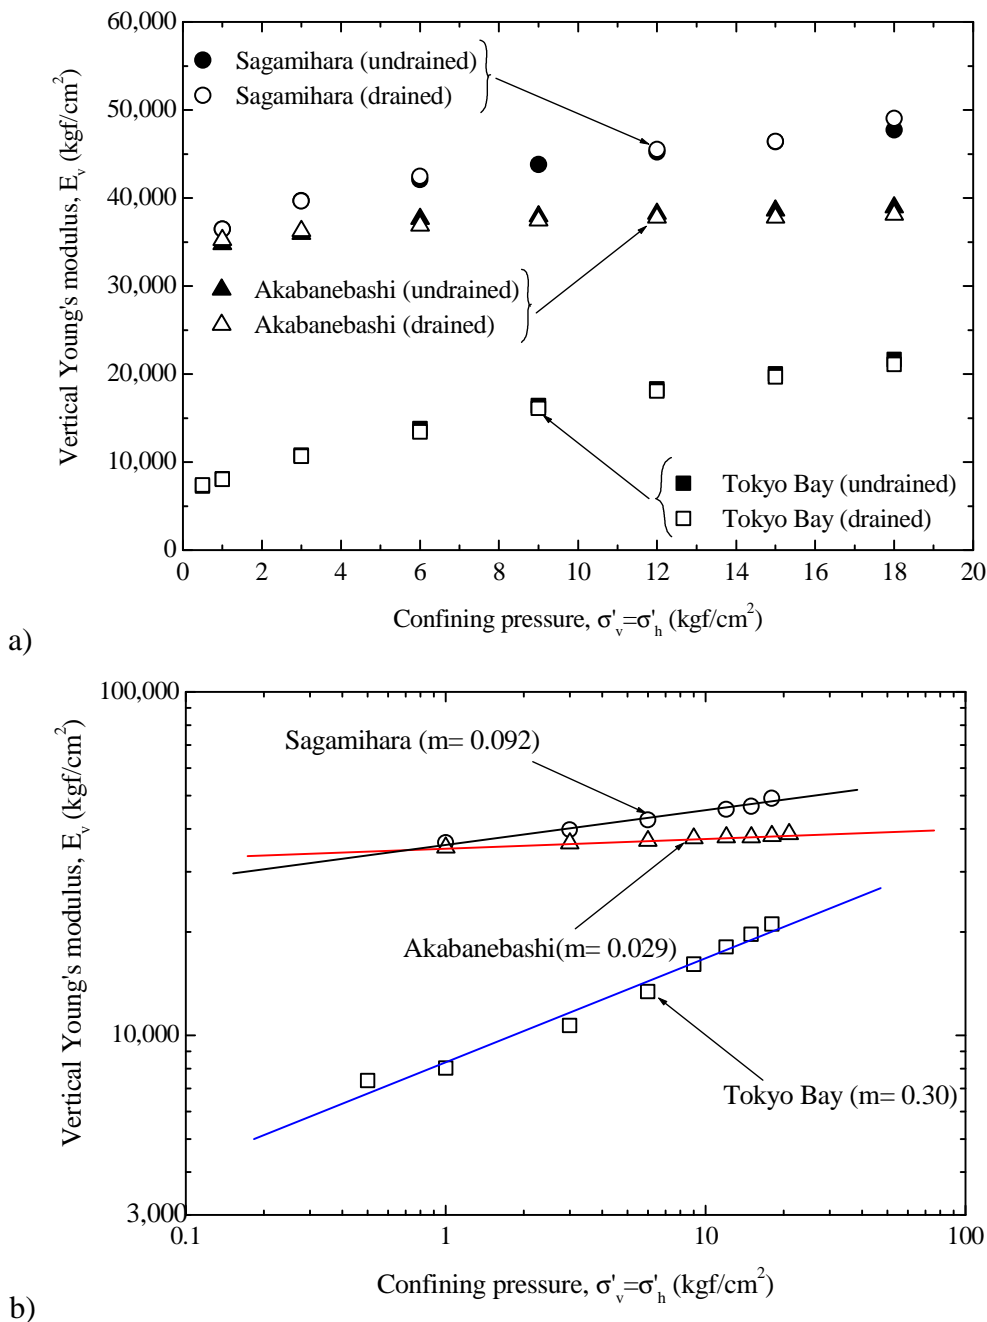 60,000
50,000
40,000
30,000
20,000
10,000
0
Vertical Young's modulus, E_v (kgf/cm²)
Sagamihara (undrained)
Sagamihara (drained)
Akabanebashi (undrained)
Akabanebashi (drained)
Tokyo Bay (undrained)
Tokyo Bay (drained)
0 2 4 6 8 10 12 14 16 18 20
Confining pressure, σ'_v=σ'_h (kgf/cm²)
a)
100,000
10,000
3,000
Vertical Young's modulus, E_v (kgf/cm²)
Sagamihara (m= 0.092)
Akabanebashi(m= 0.029)
Tokyo Bay (m= 0.30)
0.1 1 10 100
Confining pressure, σ'_v=σ'_h (kgf/cm²)
b)